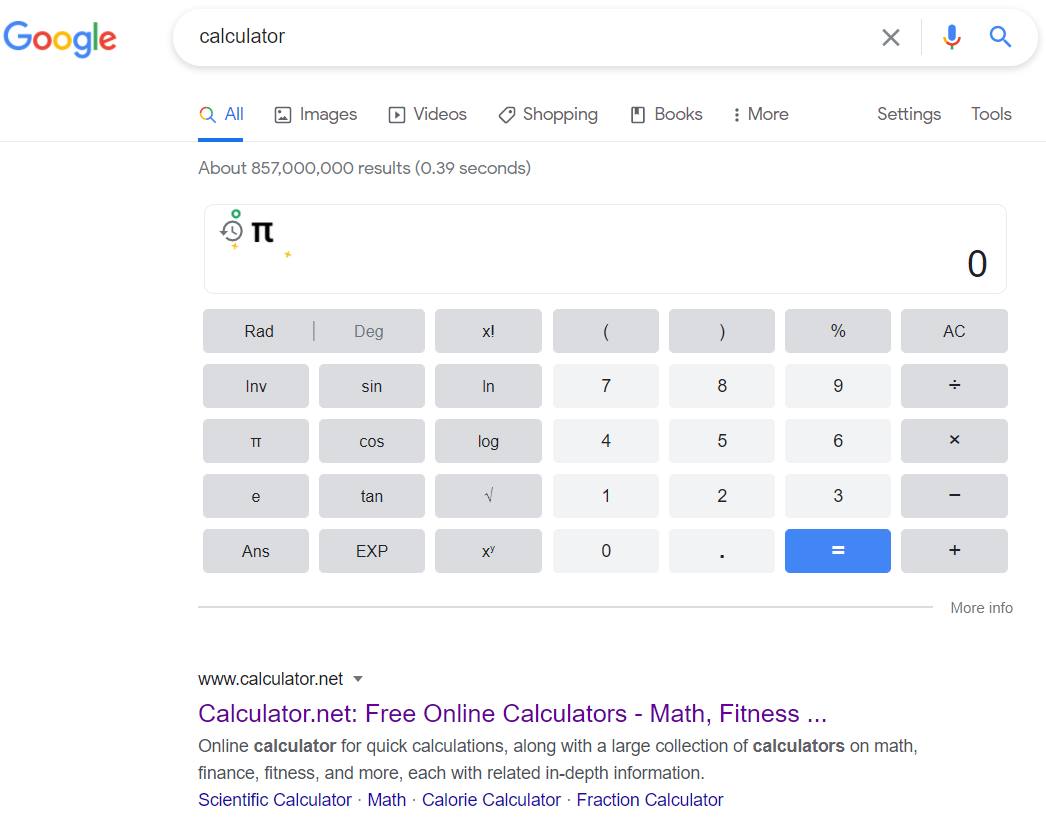 Google
calculator
All Images Videos Shopping Books More Settings Tools
About 857,000,000 results (0.39 seconds)
π
0
Rad | Deg x! ( ) % AC
Inv sin ln 7 8 9 ÷
π cos log 4 5 6 ×
e tan √ 1 2 3 −
Ans EXP xʸ 0 . = +
More info
www.calculator.net
Calculator.net: Free Online Calculators - Math, Fitness ...
Online calculator for quick calculations, along with a large collection of calculators on math,
finance, fitness, and more, each with related in-depth information.
Scientific Calculator · Math · Calorie Calculator · Fraction Calculator